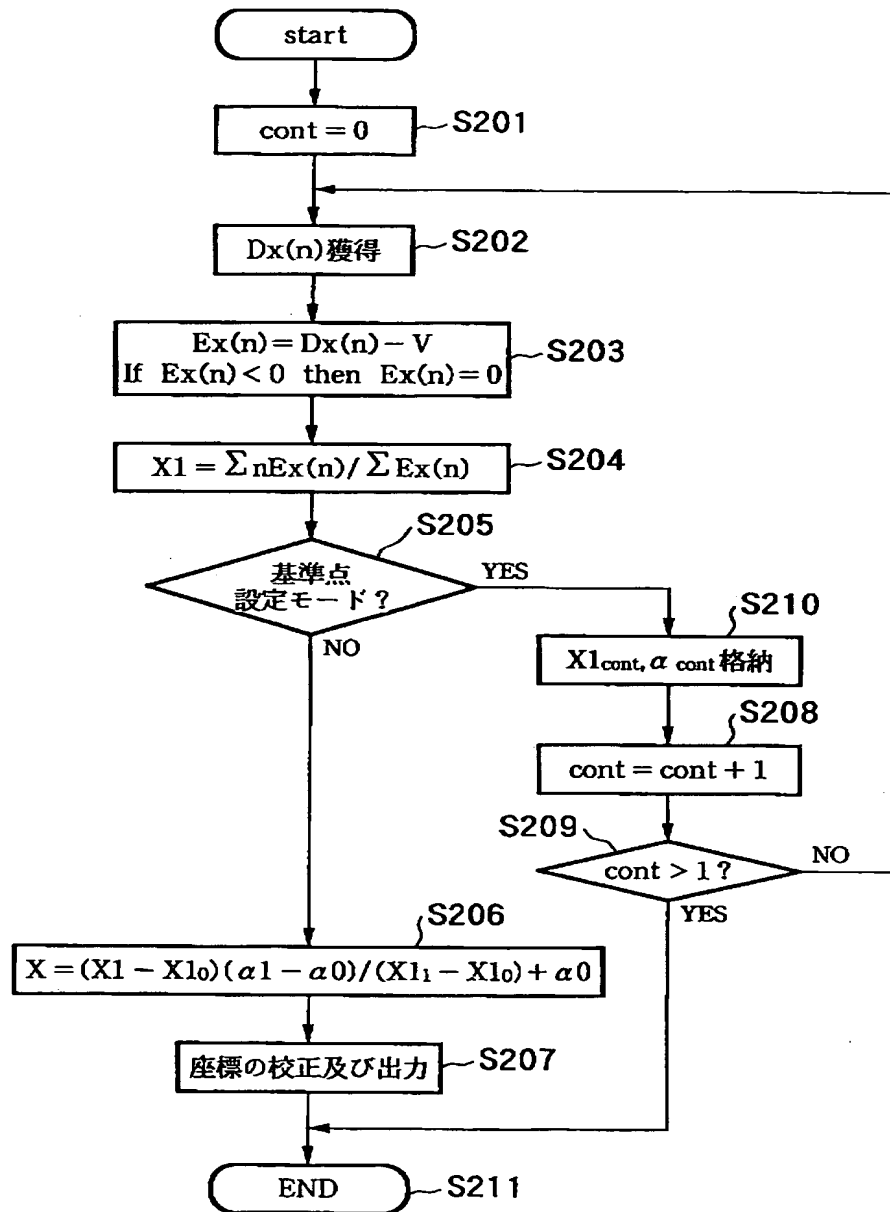 start
cont = 0
S201
Dx(n)獲得
S202
Ex(n) = Dx(n) − V
If Ex(n) < 0 then Ex(n) = 0
S203
X1 = ΣnEx(n) / ΣEx(n)
S204
S205
基準点
設定モード?
YES
NO
S210
X1cont, αcont 格納
S208
cont = cont + 1
S209
cont > 1 ?
NO
YES
S206
X = (X1 − X1₀)(α1 − α0)/(X1₁ − X1₀) + α0
座標の校正及び出力
S207
END
S211